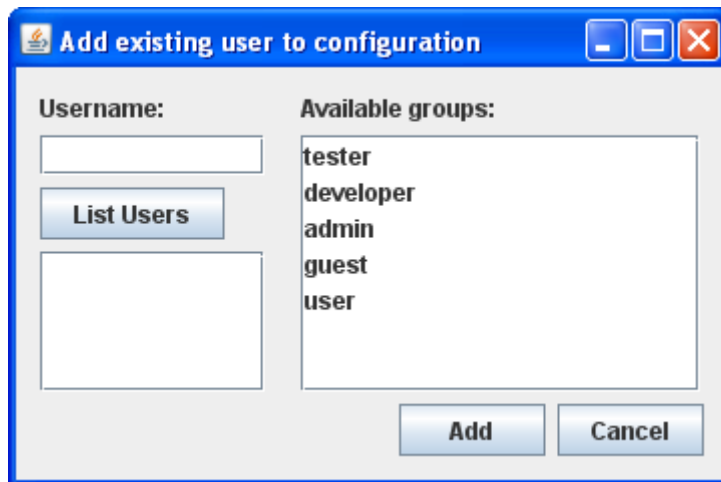 Add existing user to configuration
Username:
List Users
Available groups:
tester
developer
admin
guest
user
Add
Cancel